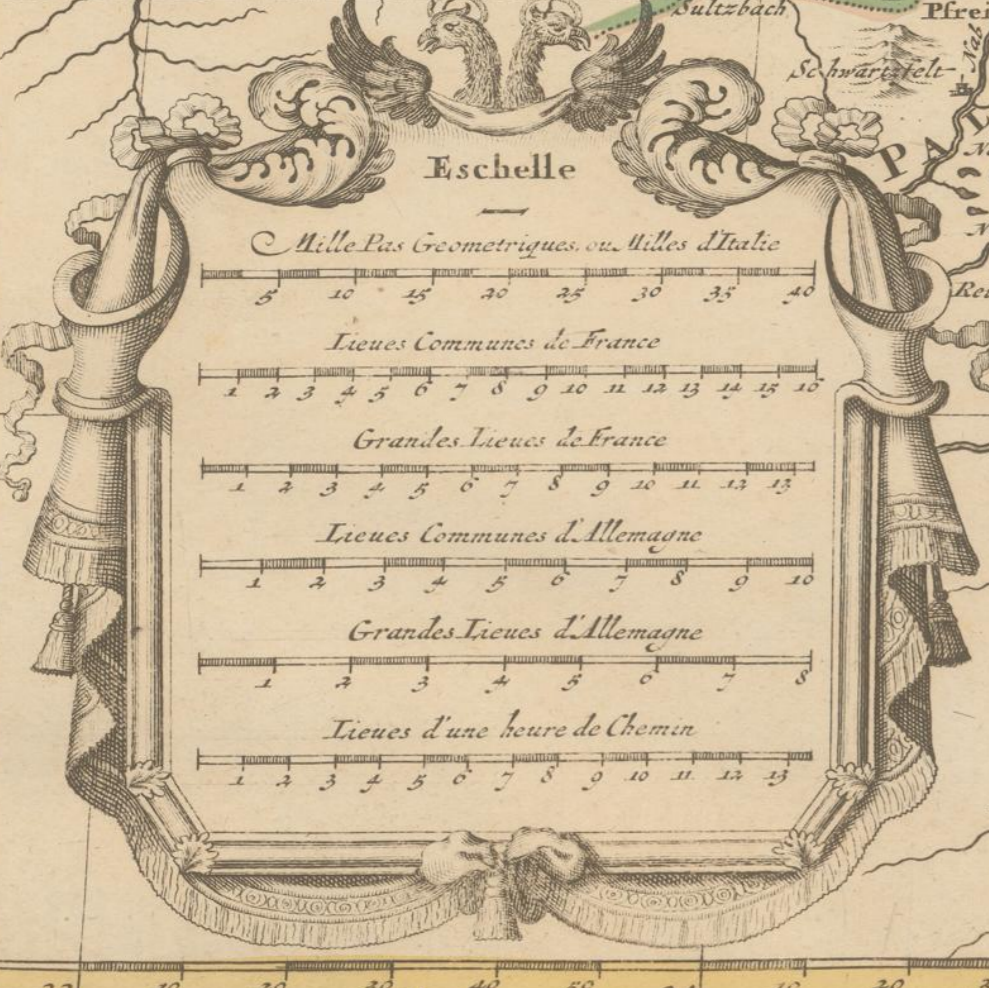 Sultzbach
Schwartzfelt
Eschelle
Mille Pas Geometriques, ou Milles d'Italie
5 10 15 20 25 30 35 40
Lieues Communes de France
1 2 3 4 5 6 7 8 9 10 11 12 13 14 15 16
Grandes Lieues de France
1 2 3 4 5 6 7 8 9 10 11 12 13
Lieues Communes d'Allemagne
1 2 3 4 5 6 7 8 9 10
Grandes Lieues d'Allemagne
1 2 3 4 5 6 7 8
Lieues d'une heure de Chemin
1 2 3 4 5 6 7 8 9 10 11 12 13